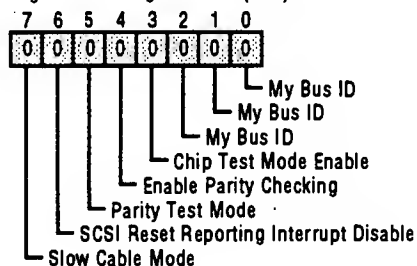 7 6 5 4 3 2 1 0
0 0 0 0 0 0 0 0
My Bus ID
My Bus ID
My Bus ID
Chip Test Mode Enable
Enable Parity Checking
Parity Test Mode
SCSI Reset Reporting Interrupt Disable
Slow Cable Mode